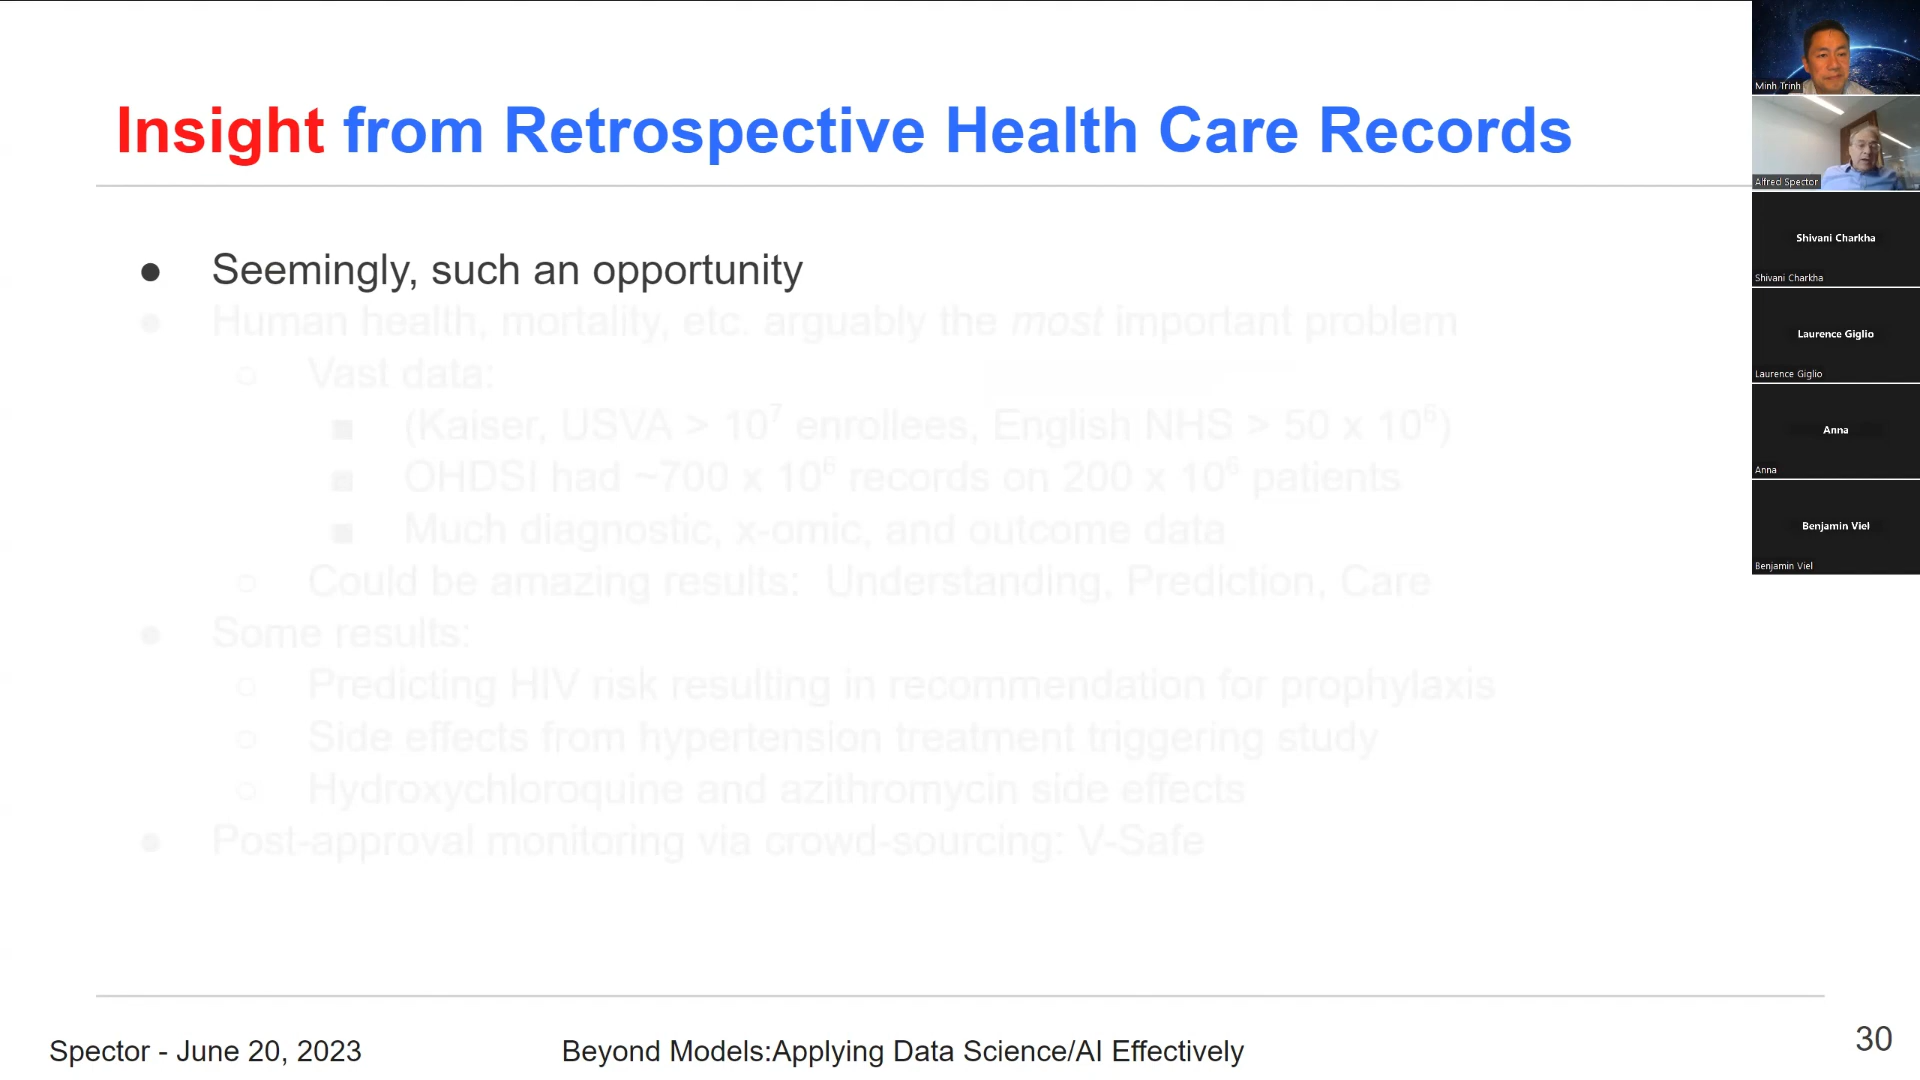 Insight from Retrospective Health Care Records
● Seemingly, such an opportunity
● Human health, mortality, etc. arguably the most important problem
○ Vast data:
■ (Kaiser, USVA > 10⁷ enrollees, English NHS > 50 x 10⁶)
■ OHDSI had ~700 x 10⁶ records on 200 x 10⁶ patients
■ Much diagnostic, x-omic, and outcome data
○ Could be amazing results: Understanding, Prediction, Care
● Some results:
○ Predicting HIV risk resulting in recommendation for prophylaxis
○ Side effects from hypertension treatment triggering study
○ Hydroxychloroquine and azithromycin side effects
● Post-approval monitoring via crowd-sourcing: V-Safe
Spector - June 20, 2023
Beyond Models:Applying Data Science/AI Effectively
30
Minh Trinh
Alfred Spector
Shivani Charkha
Shivani Charkha
Laurence Giglio
Laurence Giglio
Anna
Anna
Benjamin Viel
Benjamin Viel